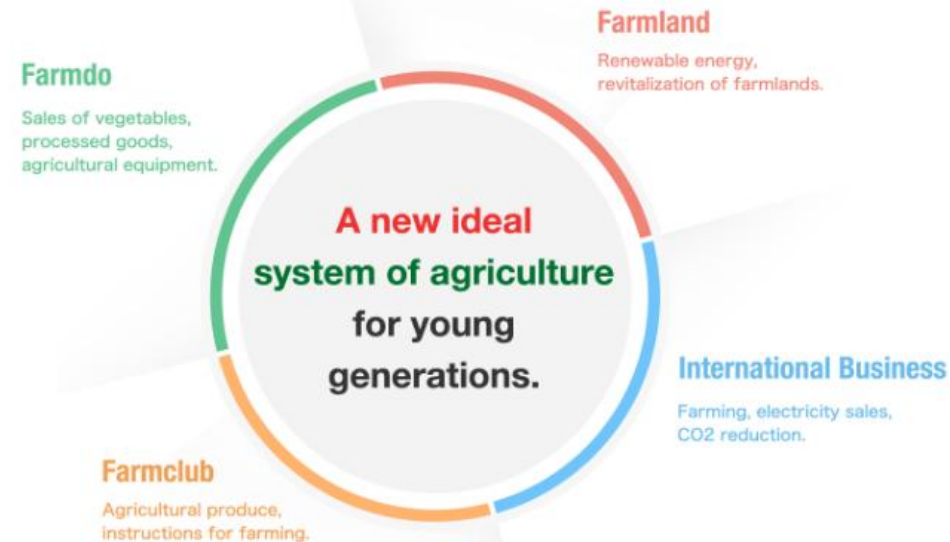 Farmland
Renewable energy,
revitalization of farmlands.
Farmdo
Sales of vegetables,
processed goods,
agricultural equipment.
A new ideal
system of agriculture
for young
generations.
International Business
Farming, electricity sales,
CO2 reduction.
Farmclub
Agricultural produce,
instructions for farming.